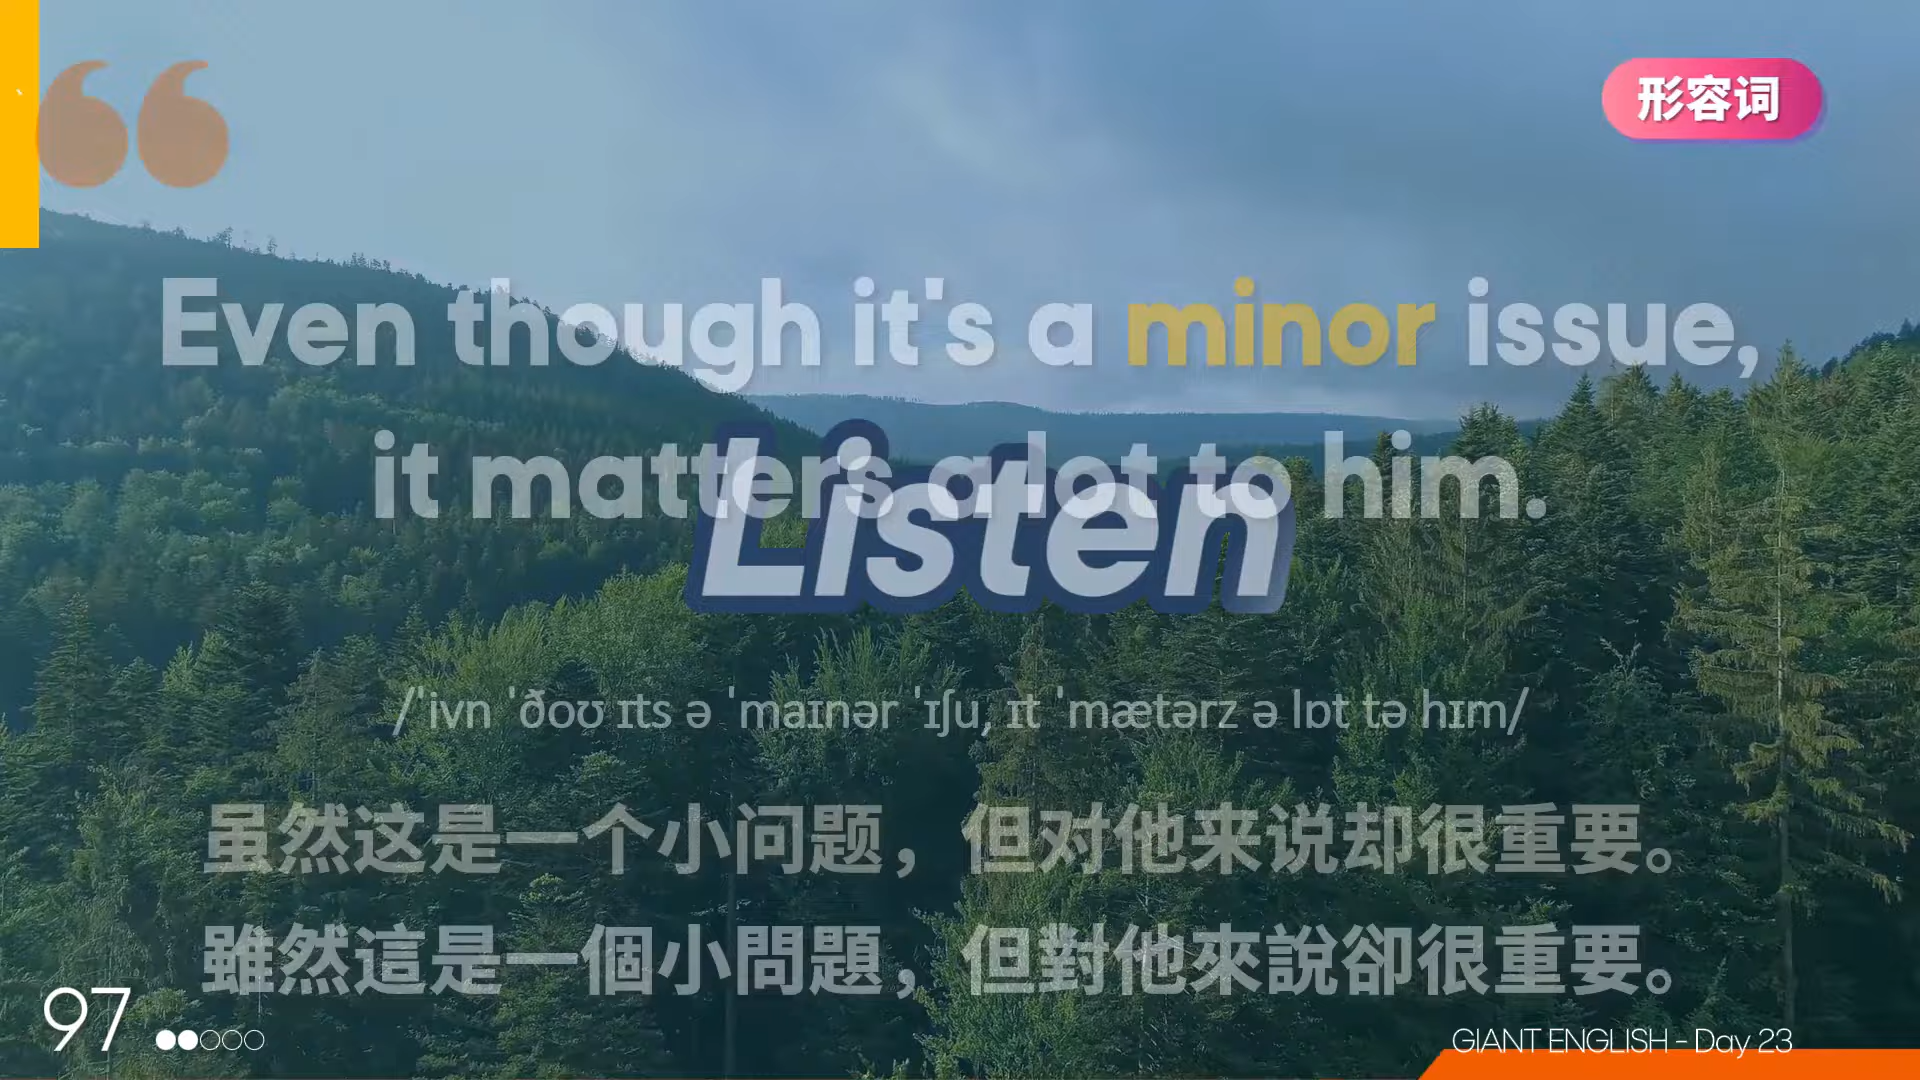 形容词
Even though it's a minor issue,
it matters a lot to him.
Listen
/ˈivn ˈðoʊ ɪts ə ˈmaɪnər ˈɪʃu, ɪt ˈmætərz ə lɒt tə hɪm/
虽然这是一个小问题，但对他来说却很重要。
雖然這是一個小問題，但對他來說卻很重要。
97
GIANT ENGLISH - Day 23